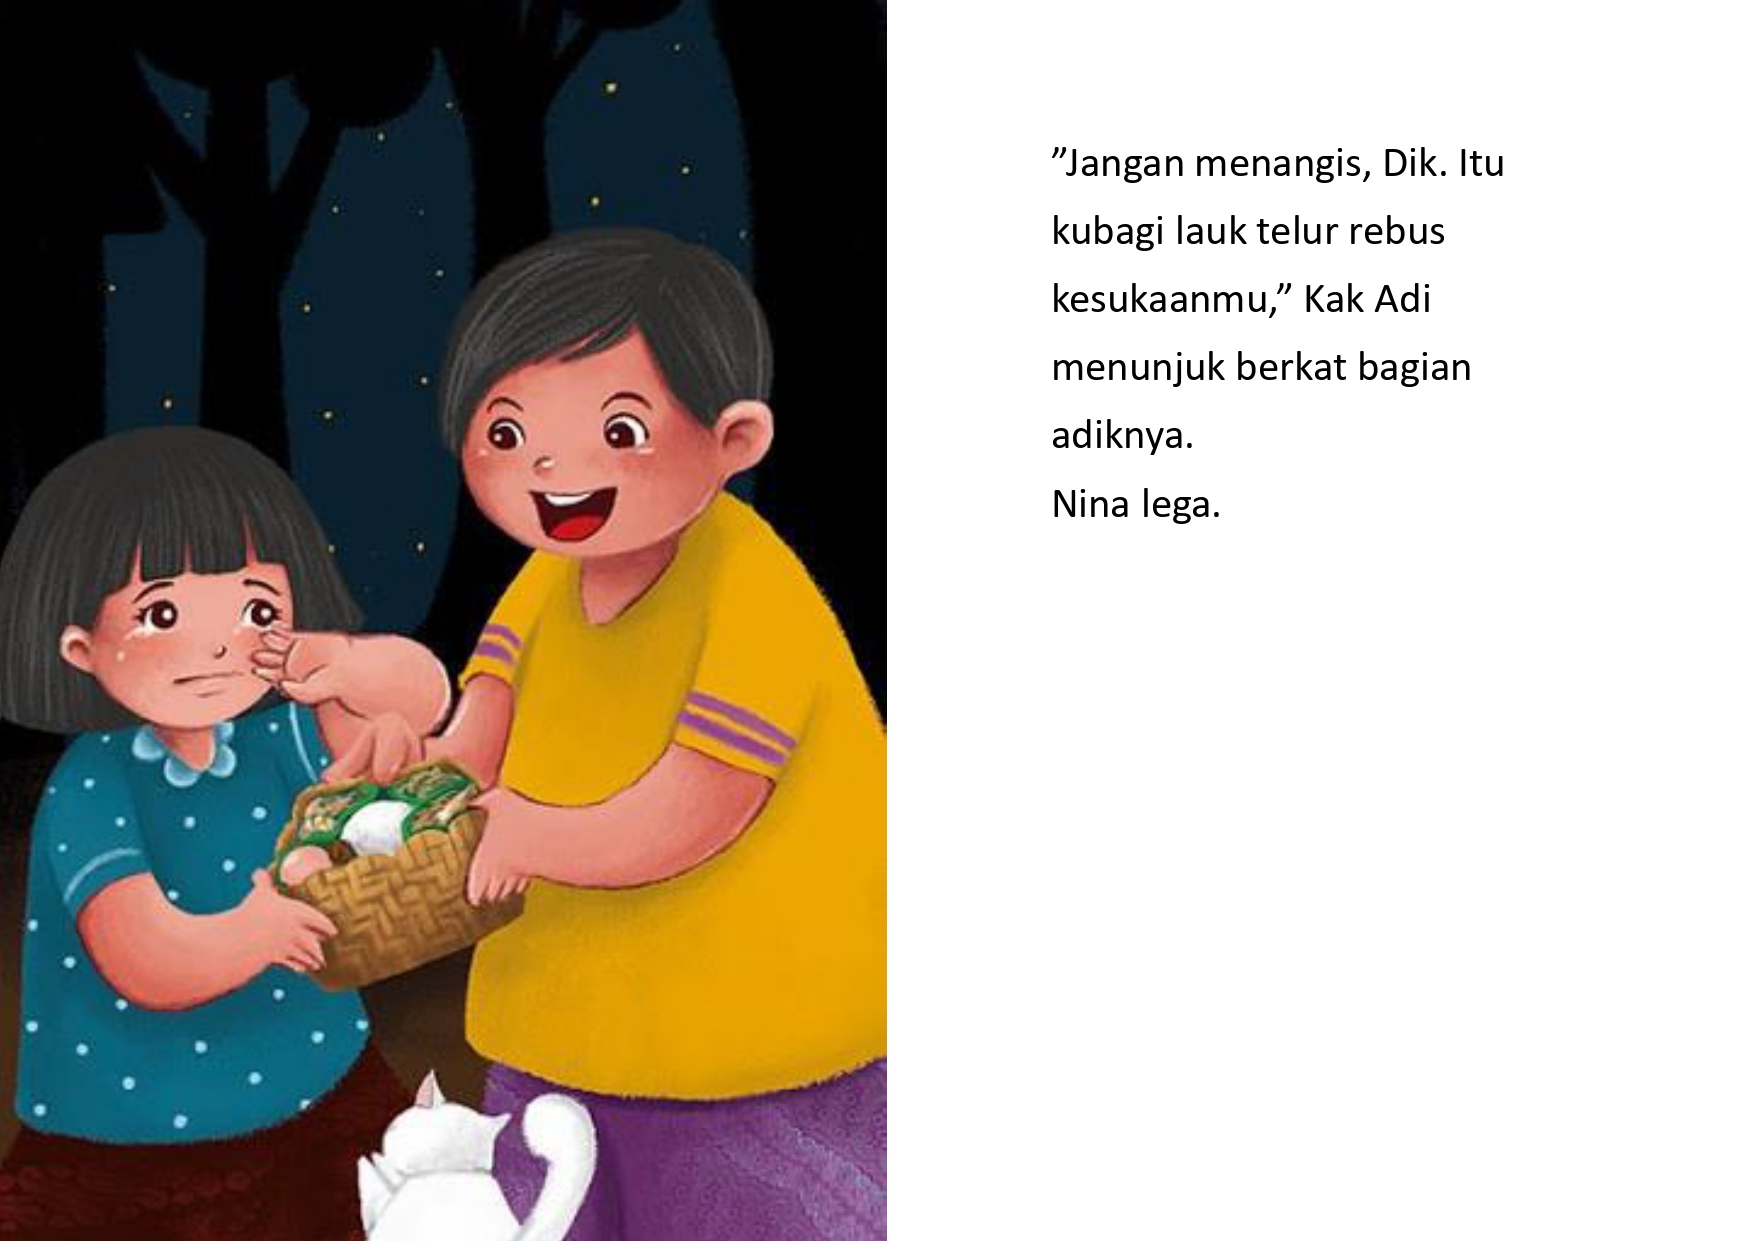 ”Jangan menangis, Dik. Itu
kubagi lauk telur rebus
kesukaanmu,” Kak Adi
menunjuk berkat bagian
adiknya.
Nina lega.